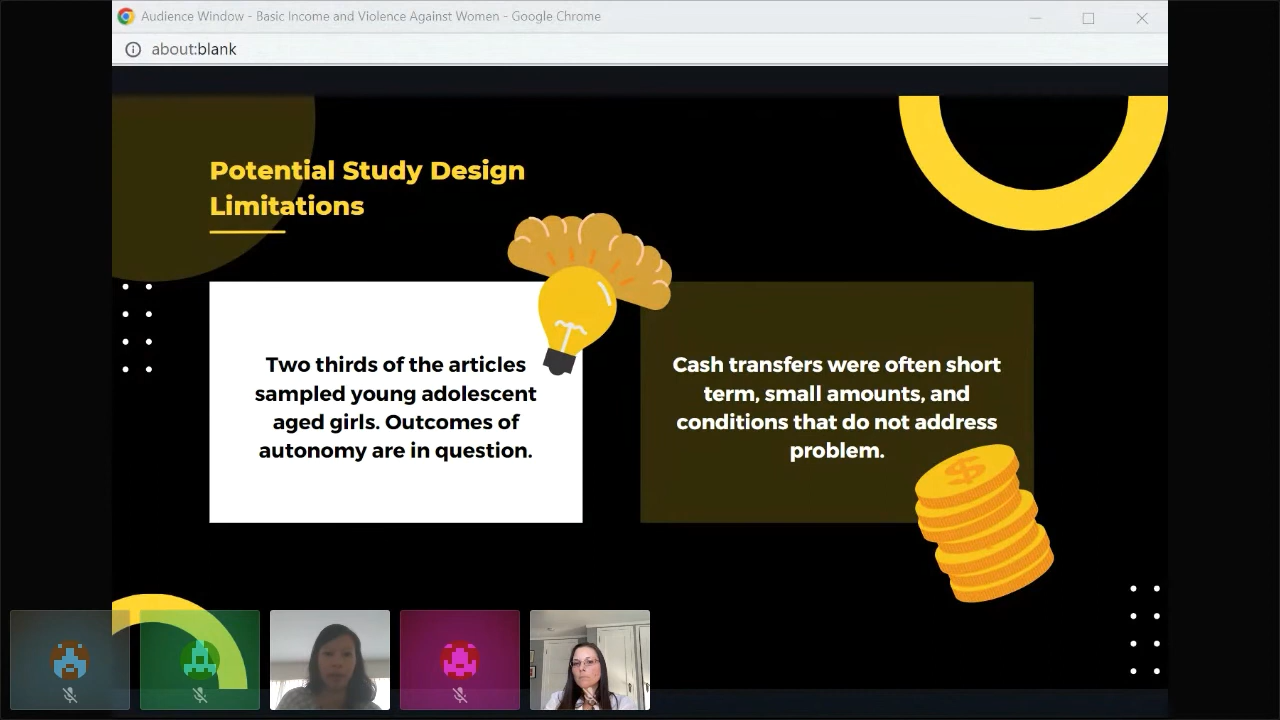 Audience Window - Basic Income and Violence Against Women - Google Chrome
about:blank
Potential Study Design
Limitations
Two thirds of the articles
sampled young adolescent
aged girls. Outcomes of
autonomy are in question.
Cash transfers were often short
term, small amounts, and
conditions that do not address
problem.
$